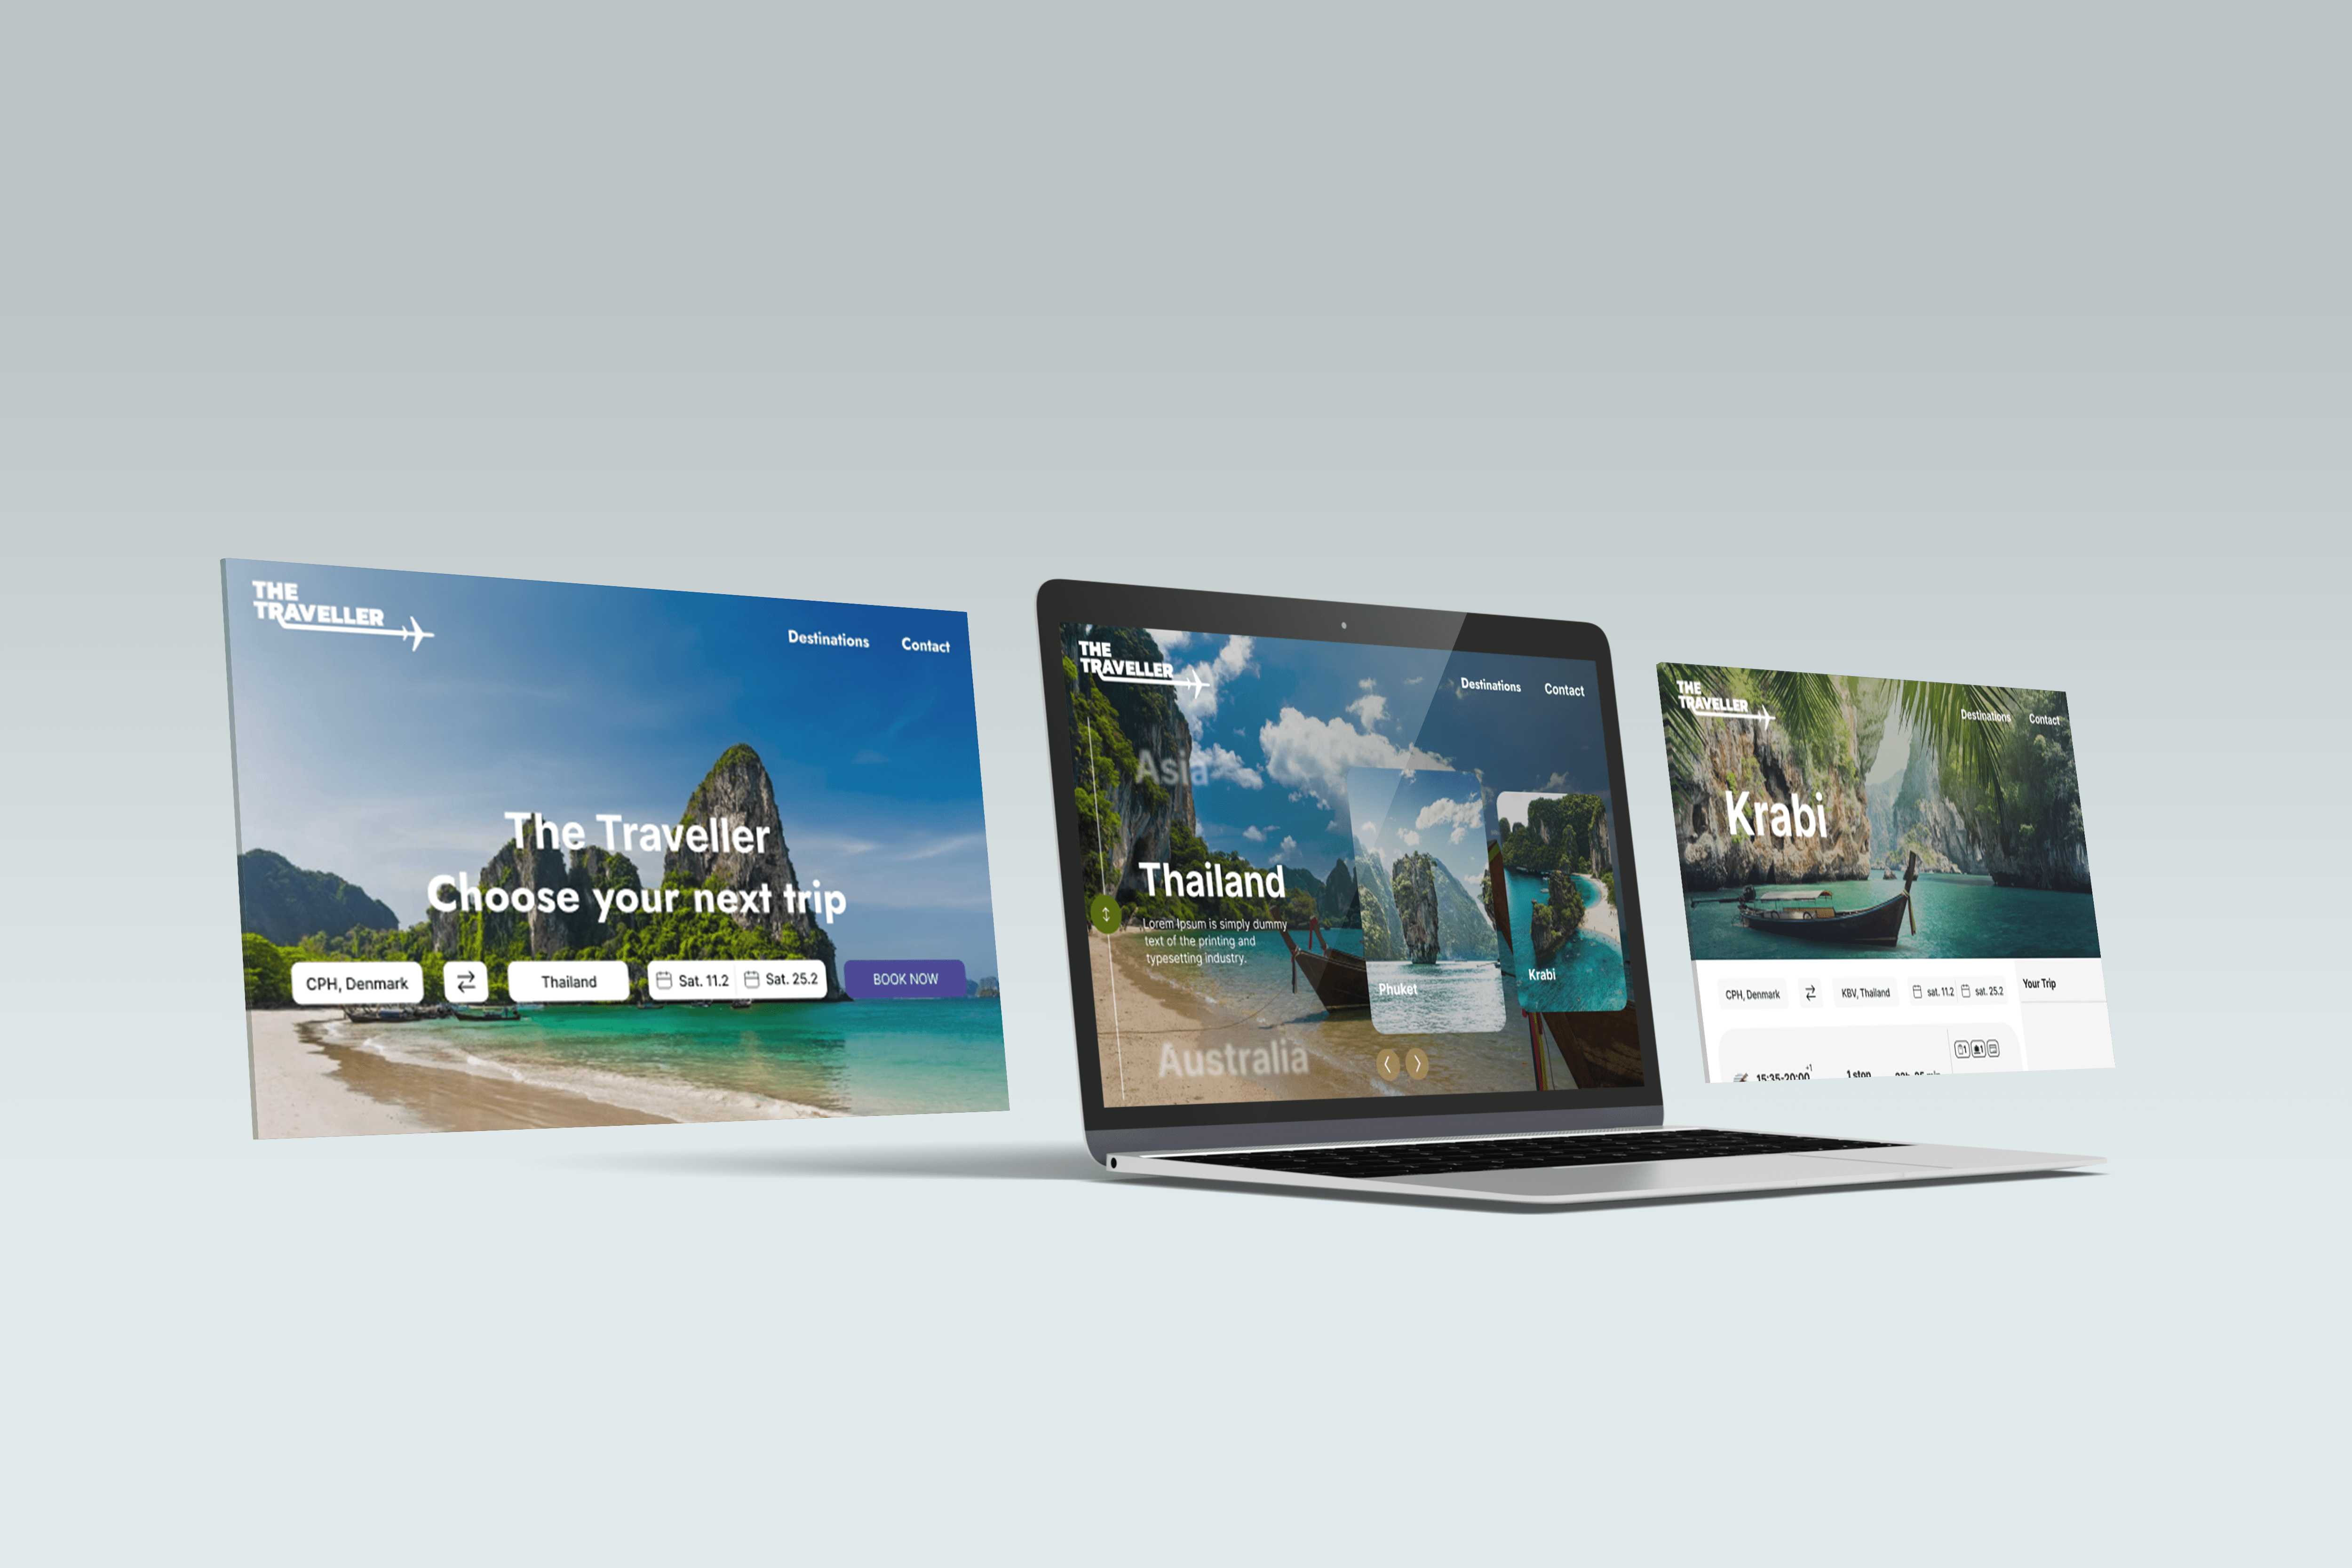 THE
TRAVELLER
Destinations
Contact
The Traveller
Choose your next trip
CPH, Denmark
Thailand
Sat. 11.2
Sat. 25.2
BOOK NOW
THE
TRAVELLER
Destinations
Contact
Asia
Thailand
Lorem Ipsum is simply dummy
text of the printing and
typesetting industry.
Australia
Phuket
Krabi
THE
TRAVELLER
Destinations
Contact
Krabi
CPH, Denmark
KBV, Thailand
sat. 11.2
sat. 25.2
Your Trip
15:35-20:00 +1
1 stop